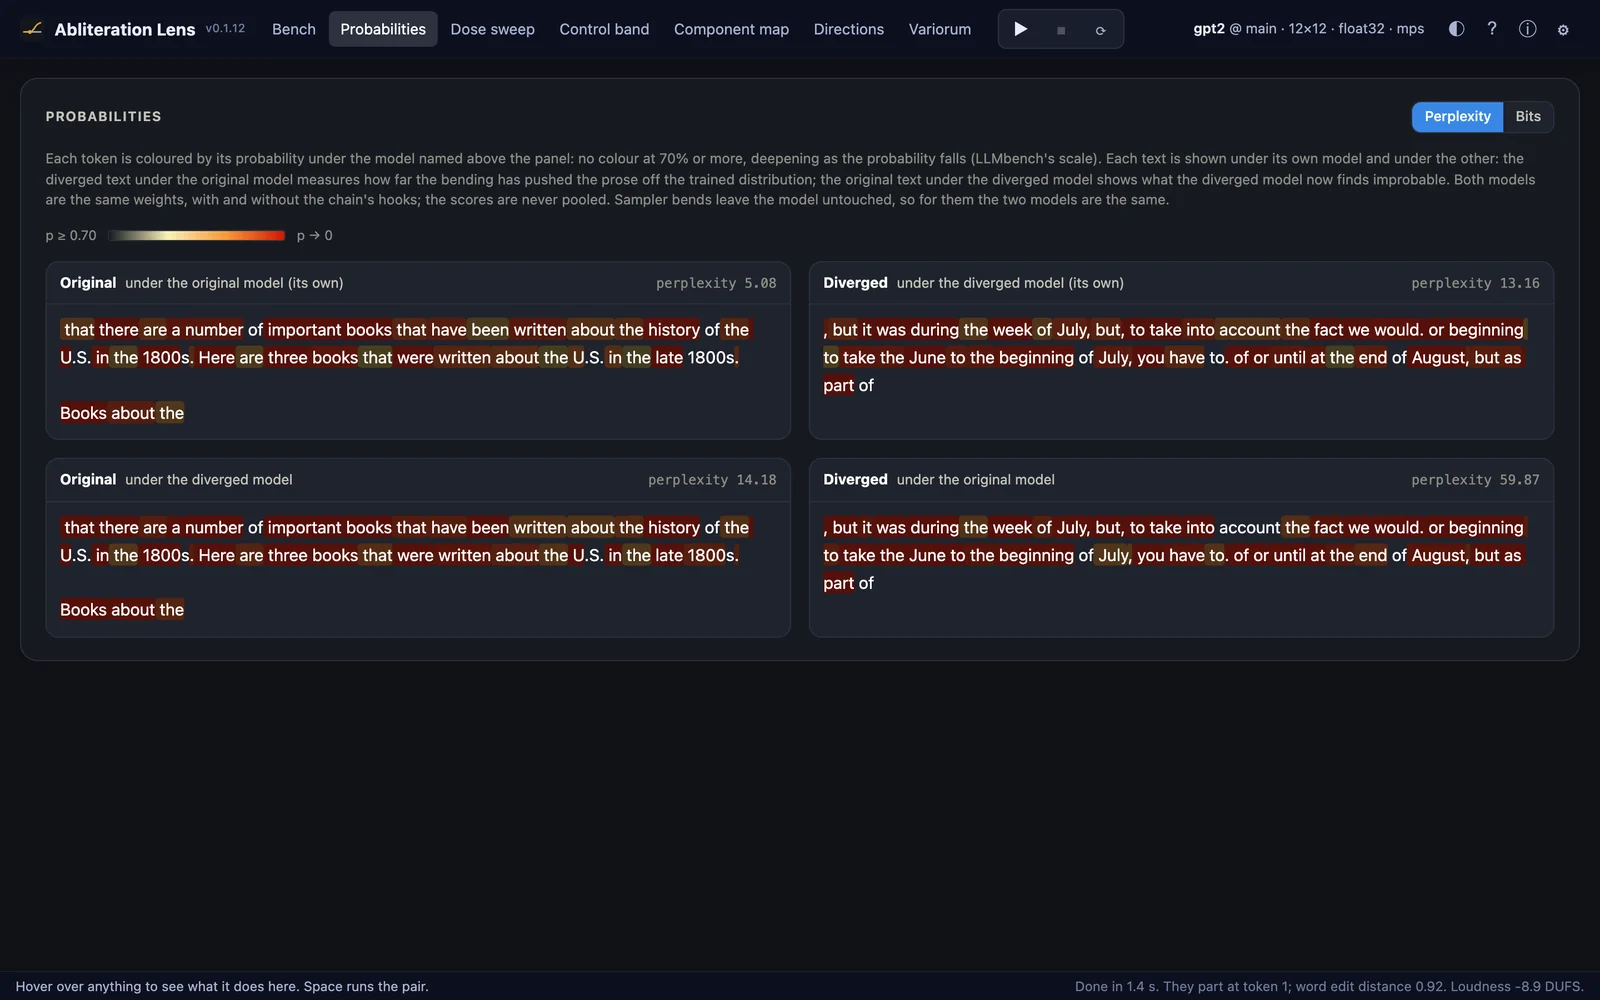 Abliteration Lens v0.1.12 Bench Probabilities Dose sweep Control band Component map Directions Variorum gpt2 @ main · 12×12 · float32 · mps ?
PROBABILITIES
Perplexity Bits
Each token is coloured by its probability under the model named above the panel: no colour at 70% or more, deepening as the probability falls (LLMbench's scale). Each text is shown under its own model and under the other: the
diverged text under the original model measures how far the bending has pushed the prose off the trained distribution; the original text under the diverged model shows what the diverged model now finds improbable. Both models
are the same weights, with and without the chain's hooks; the scores are never pooled. Sampler bends leave the model untouched, so for them the two models are the same.
p ≥ 0.70 p → 0
Original under the original model (its own) perplexity 5.08
that there are a number of important books that have been written about the history of the
U.S. in the 1800s. Here are three books that were written about the U.S. in the late 1800s.
Books about the
Diverged under the diverged model (its own) perplexity 13.16
, but it was during the week of July, but, to take into account the fact we would. or beginning
to take the June to the beginning of July, you have to. of or until at the end of August, but as
part of
Original under the diverged model perplexity 14.18
that there are a number of important books that have been written about the history of the
U.S. in the 1800s. Here are three books that were written about the U.S. in the late 1800s.
Books about the
Diverged under the original model perplexity 59.87
, but it was during the week of July, but, to take into account the fact we would. or beginning
to take the June to the beginning of July, you have to. of or until at the end of August, but as
part of
Hover over anything to see what it does here. Space runs the pair. Done in 1.4 s. They part at token 1; word edit distance 0.92. Loudness -8.9 DUFS.